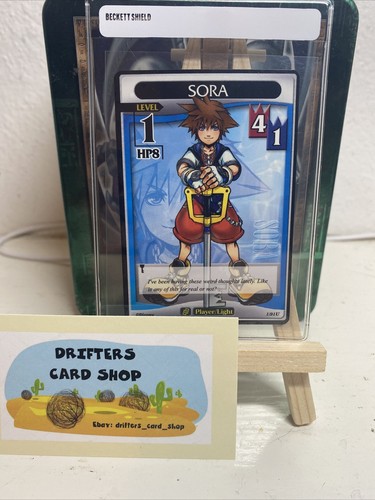 BECKETT SHIELD
SORA
LEVEL
1
HP8
4
1
I've been having these weird thoughts lately. Like
is any of this for real or not?
Player/Light
DRIFTERS
CARD SHOP
Ebay: drifters_card_shop